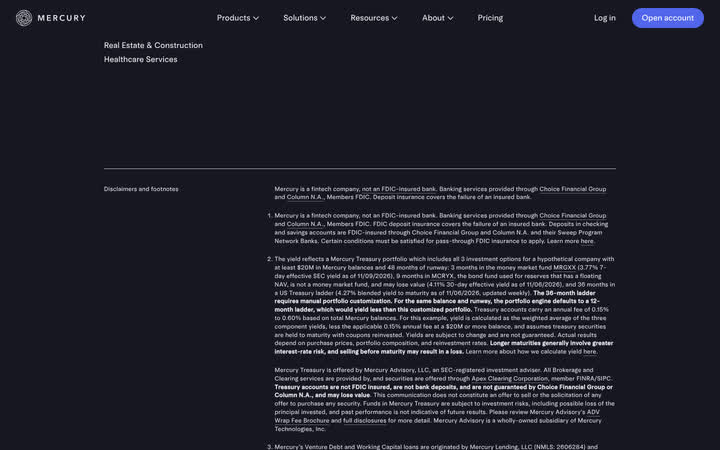 MERCURY
Products
Solutions
Resources
About
Pricing
Log in
Open account
Real Estate & Construction
Healthcare Services
Disclaimers and footnotes
Mercury is a fintech company, not an FDIC-insured bank. Banking services provided through Choice Financial Group
and Column N.A., Members FDIC. Deposit insurance covers the failure of an insured bank.
1. Mercury is a fintech company, not an FDIC-insured bank. Banking services provided through Choice Financial Group
and Column N.A., Members FDIC. FDIC deposit insurance covers the failure of an insured bank. Deposits in checking
and savings accounts are FDIC-insured through Choice Financial Group and Column N.A. and their Sweep Program
Network Banks. Certain conditions must be satisfied for pass-through FDIC insurance to apply. Learn more here.
2. The yield reflects a Mercury Treasury portfolio which includes all 3 investment options for a hypothetical company with
at least $20M in Mercury balances and 48 months of runway: 3 months in the money market fund MRGXX (3.77% 7-
day effective SEC yield as of 11/09/2026), 9 months in MCRYX, the bond fund used for reserves that has a floating
NAV, is not a money market fund, and may lose value (4.11% 30-day effective yield as of 11/06/2026), and 36 months in
a US Treasury ladder (4.27% blended yield to maturity as of 11/06/2026, updated weekly). The 36-month ladder
requires manual portfolio customization. For the same balance and runway, the portfolio engine defaults to a 12-
month ladder, which would yield less than this customized portfolio. Treasury accounts carry an annual fee of 0.15%
to 0.60% based on total Mercury balances. For this example, yield is calculated as the weighted average of the three
component yields, less the applicable 0.15% annual fee at a $20M or more balance, and assumes treasury securities
are held to maturity with coupons reinvested. Yields are subject to change and are not guaranteed. Actual results
depend on purchase prices, portfolio composition, and reinvestment rates. Longer maturities generally involve greater
interest-rate risk, and selling before maturity may result in a loss. Learn more about how we calculate yield here.
Mercury Treasury is offered by Mercury Advisory, LLC, an SEC-registered investment adviser. All Brokerage and
Clearing services are provided by, and securities are offered through Apex Clearing Corporation, member FINRA/SIPC.
Treasury accounts are not FDIC insured, are not bank deposits, and are not guaranteed by Choice Financial Group or
Column N.A., and may lose value. This communication does not constitute an offer to sell or the solicitation of any
offer to purchase any security. Funds in Mercury Treasury are subject to investment risks, including possible loss of the
principal invested, and past performance is not indicative of future results. Please review Mercury Advisory's ADV
Wrap Fee Brochure and full disclosures for more detail. Mercury Advisory is a wholly-owned subsidiary of Mercury
Technologies, Inc.
3. Mercury's Venture Debt and Working Capital loans are originated by Mercury Lending, LLC (NMLS: 2606284) and